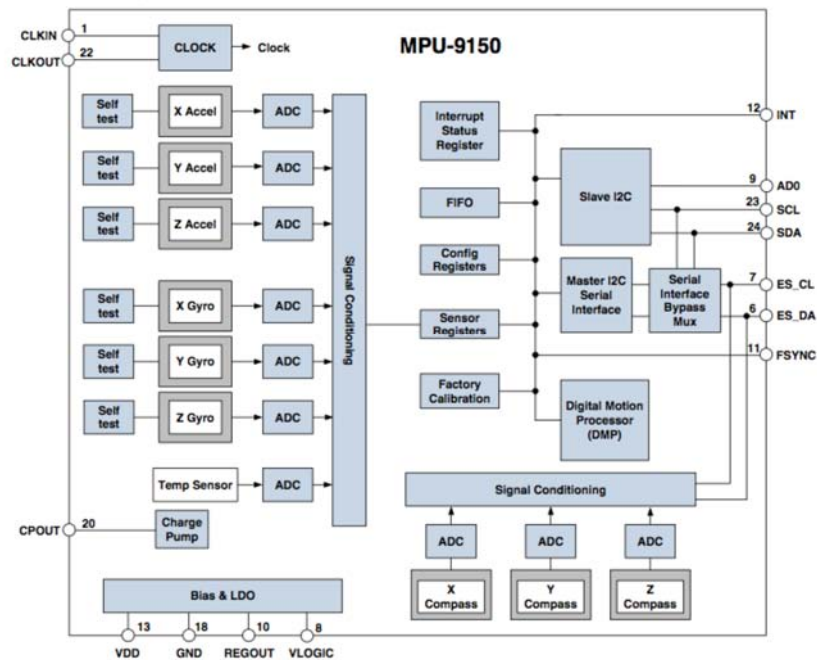 MPU-9150
CLKIN
1
CLKOUT
22
CLOCK
Clock
Self
test
X Accel
ADC
Self
test
Y Accel
ADC
Self
test
Z Accel
ADC
Self
test
X Gyro
ADC
Self
test
Y Gyro
ADC
Self
test
Z Gyro
ADC
Temp Sensor
ADC
Signal Conditioning
CPOUT
20
Charge
Pump
Bias & LDO
13
18
10
8
VDD
GND
REGOUT
VLOGIC
Interrupt
Status
Register
FIFO
Config
Registers
Sensor
Registers
Factory
Calibration
Slave I2C
Master I2C
Serial
Interface
Serial
Interface
Bypass
Mux
Digital Motion
Processor
(DMP)
12
INT
9
AD0
23
SCL
24
SDA
7
ES_CL
6
ES_DA
11
FSYNC
Signal Conditioning
ADC
ADC
ADC
X
Compass
Y
Compass
Z
Compass